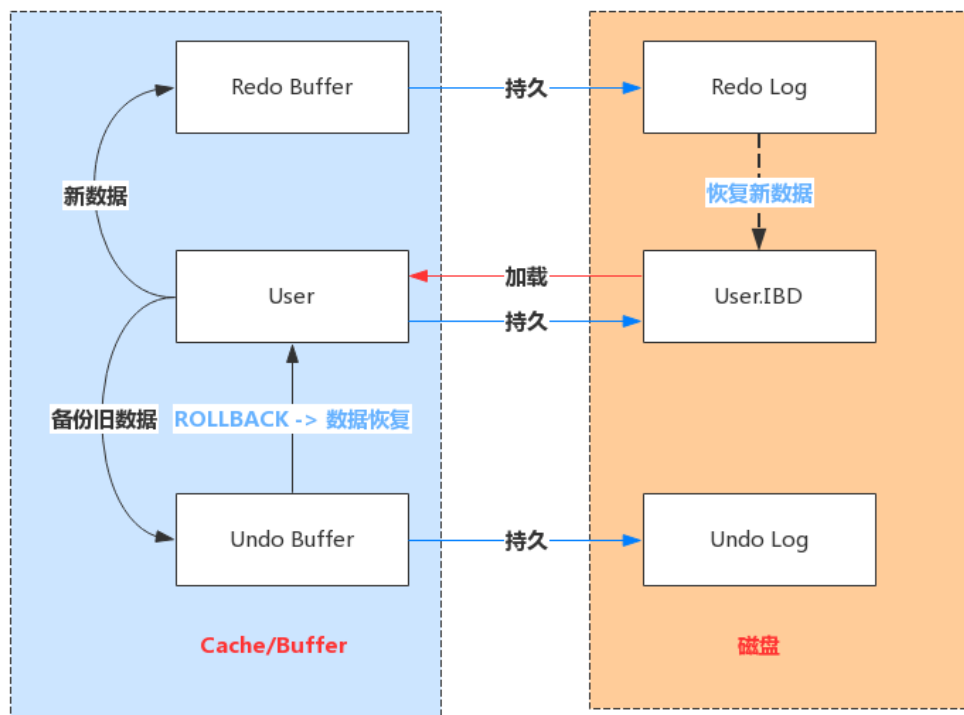 Redo Buffer
持久
Redo Log
新数据
恢复新数据
User
加载
持久
User.IBD
备份旧数据
ROLLBACK -> 数据恢复
Undo Buffer
持久
Undo Log
Cache/Buffer
磁盘